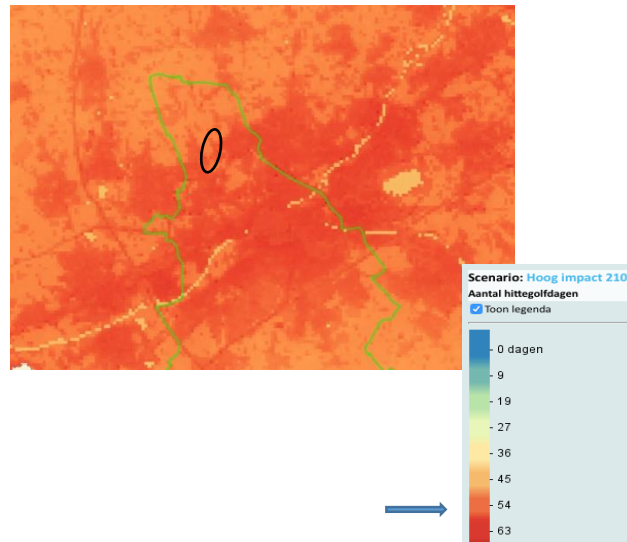 Scenario: Hoog impact 210
Aantal hittegolfdagen
Toon legenda
0 dagen
9
19
27
36
45
54
63